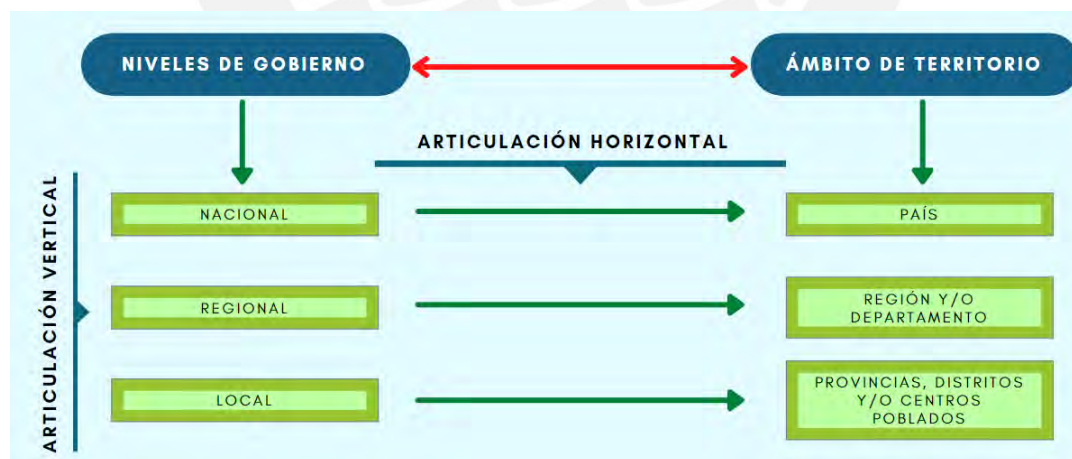 NIVELES DE GOBIERNO
ÁMBITO DE TERRITORIO
ARTICULACIÓN HORIZONTAL
ARTICULACIÓN VERTICAL
NACIONAL
PAÍS
REGIONAL
REGIÓN Y/O
DEPARTAMENTO
LOCAL
PROVINCIAS, DISTRITOS
Y/O CENTROS
POBLADOS